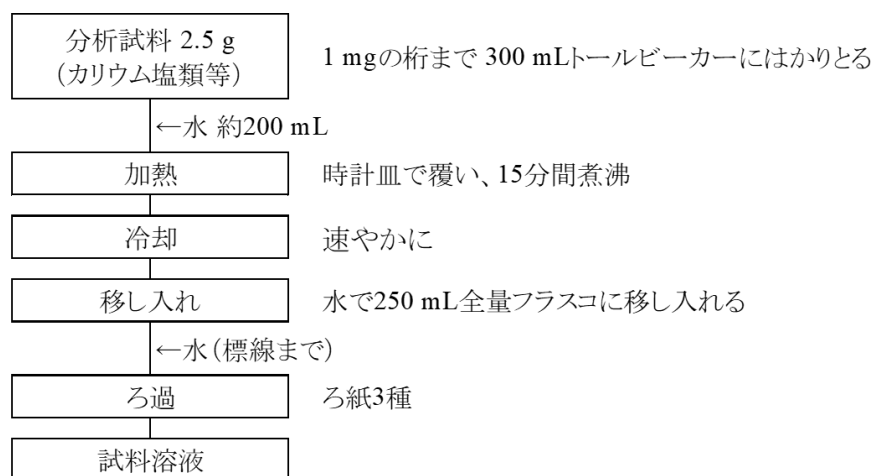 分析試料 2.5 g
(カリウム塩類等)
1 mgの桁まで 300 mLトールビーカーにはかりとる
←水 約200 mL
加熱
時計皿で覆い、15分間煮沸
冷却
速やかに
移し入れ
水で250 mL全量フラスコに移し入れる
←水(標線まで)
ろ過
ろ紙3種
試料溶液